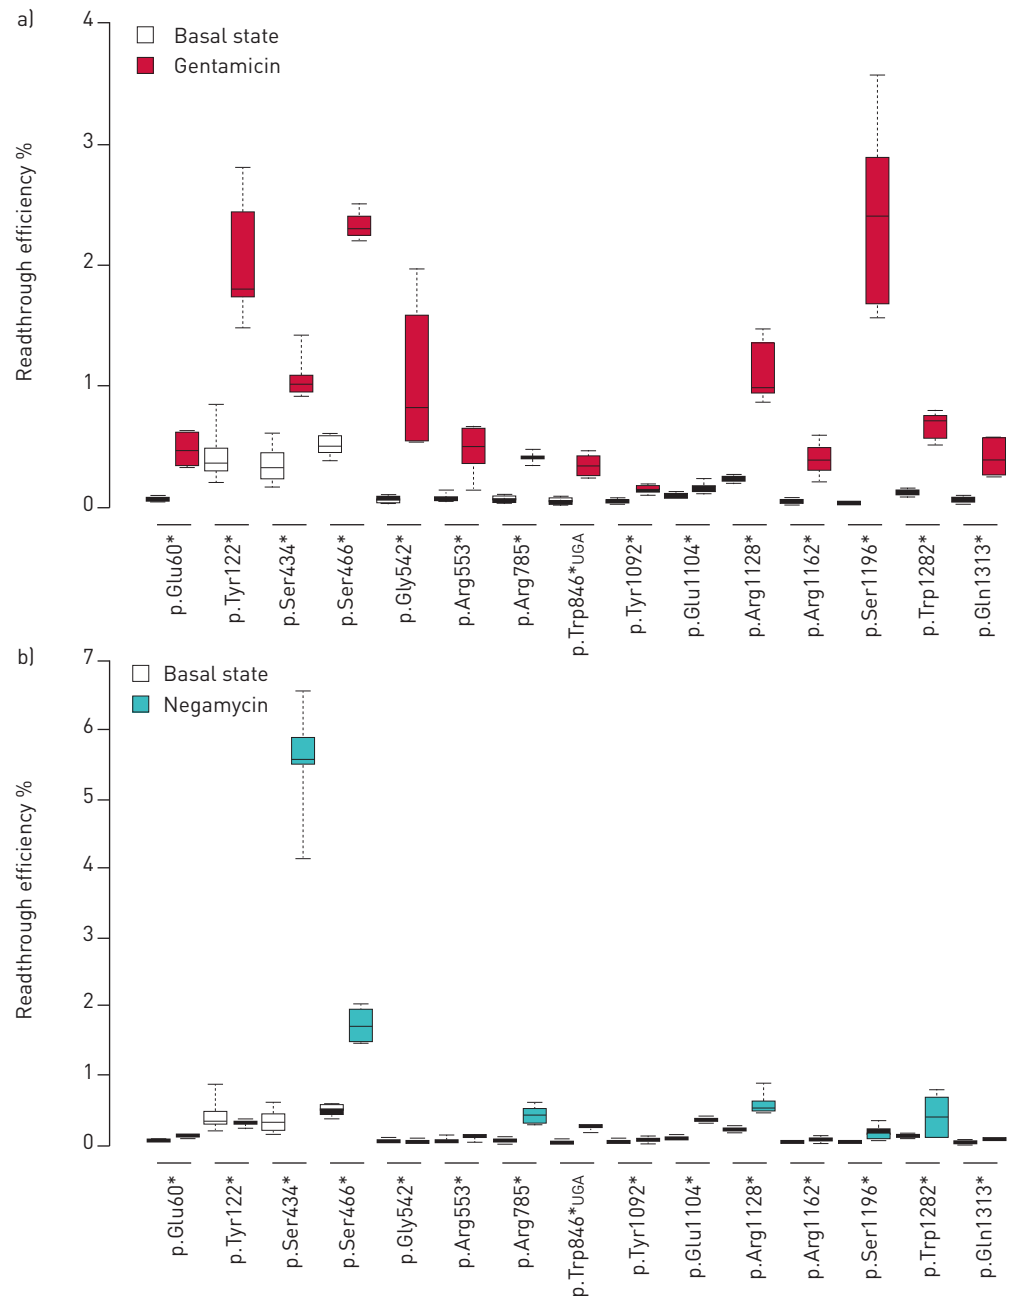 a)
4
3
2
1
0
Readthrough efficiency %
Basal state
Gentamicin
p.Glu60*
p.Tyr122*
p.Ser434*
p.Ser466*
p.Gly542*
p.Arg553*
p.Arg785*
p.Trp846*UGA
p.Tyr1092*
p.Glu1104*
p.Arg1128*
p.Arg1162*
p.Ser1196*
p.Trp1282*
p.Gln1313*
b)
7
6
5
4
3
2
1
0
Readthrough efficiency %
Basal state
Negamycin
p.Glu60*
p.Tyr122*
p.Ser434*
p.Ser466*
p.Gly542*
p.Arg553*
p.Arg785*
p.Trp846*UGA
p.Tyr1092*
p.Glu1104*
p.Arg1128*
p.Arg1162*
p.Ser1196*
p.Trp1282*
p.Gln1313*